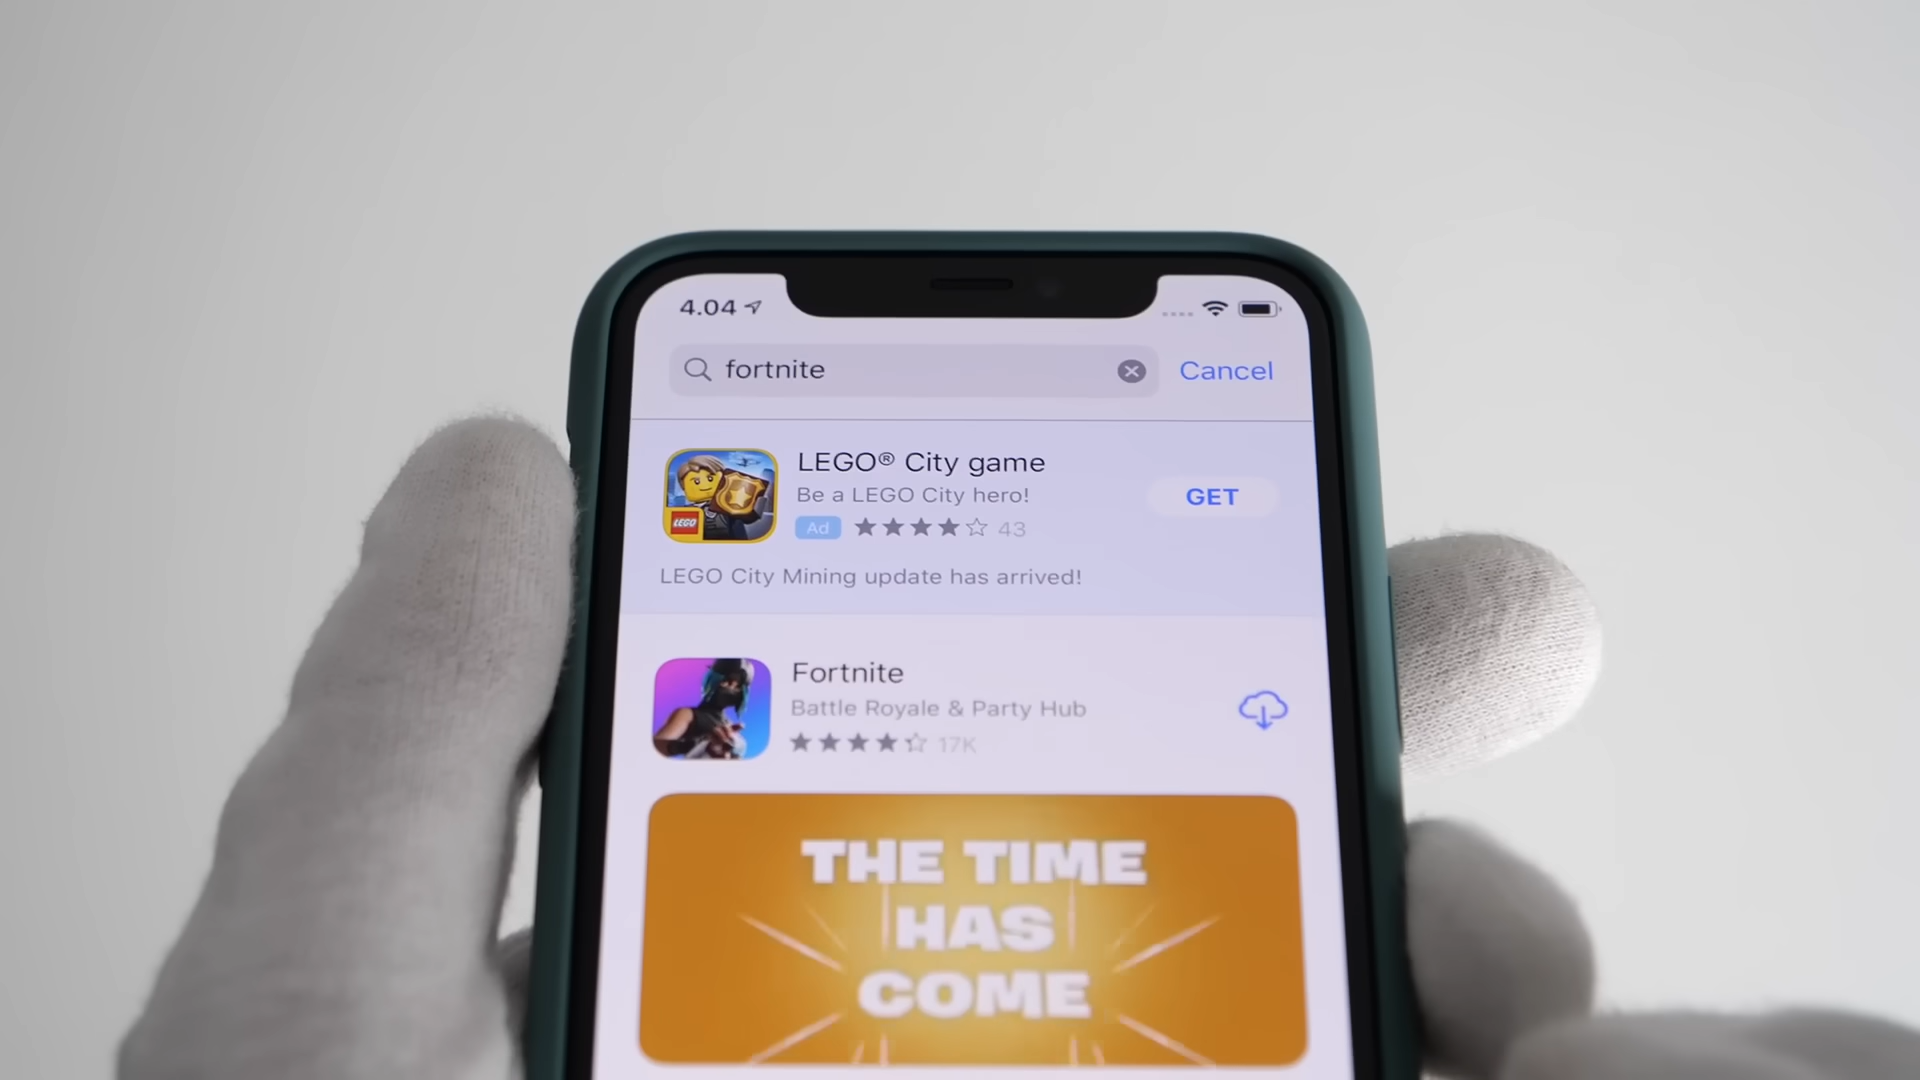 4.04
fortnite
Cancel
LEGO® City game
Be a LEGO City hero!
GET
Ad
43
LEGO
LEGO City Mining update has arrived!
Fortnite
Battle Royale & Party Hub
17K
THE TIME
HAS
COME